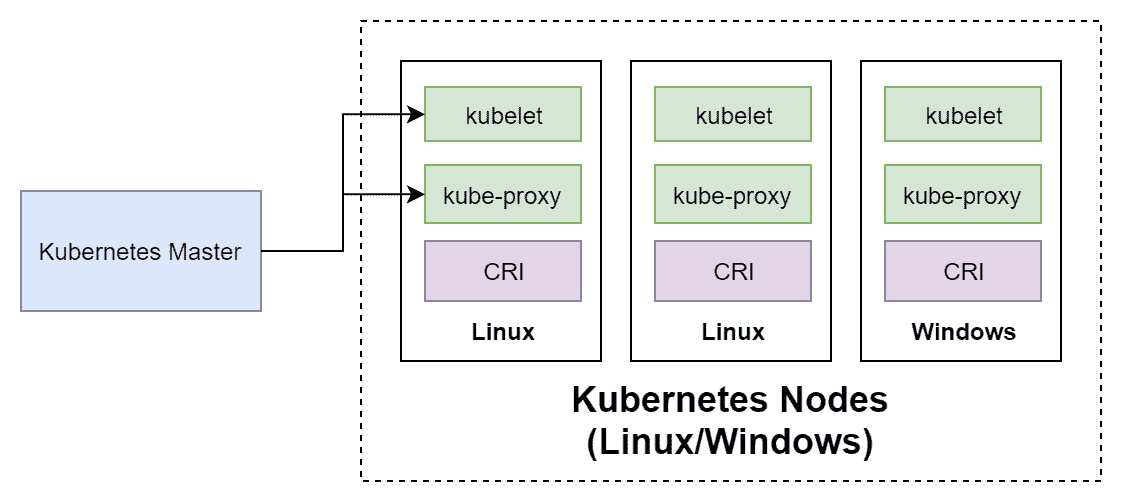 Kubernetes Master
kubelet
kube-proxy
CRI
Linux
kubelet
kube-proxy
CRI
Linux
kubelet
kube-proxy
CRI
Windows
Kubernetes Nodes
(Linux/Windows)